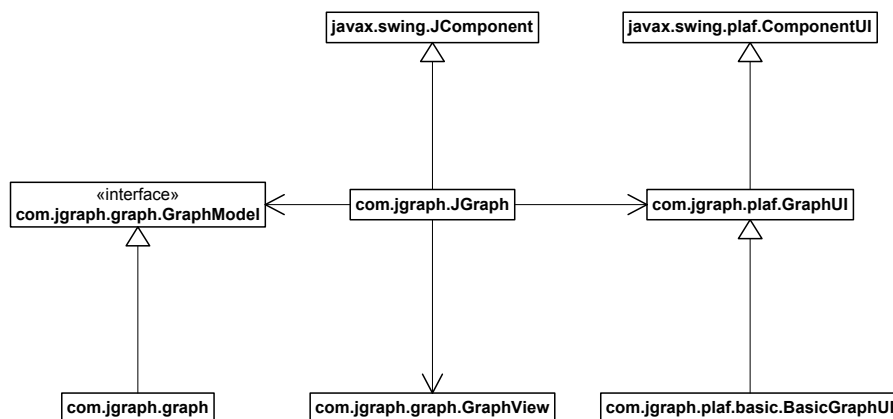 javax.swing.JComponent
javax.swing.plaf.ComponentUI
«interface»
com.jgraph.graph.GraphModel
com.jgraph.JGraph
com.jgraph.plaf.GraphUI
com.jgraph.graph
com.jgraph.graph.GraphView
com.jgraph.plaf.basic.BasicGraphUI